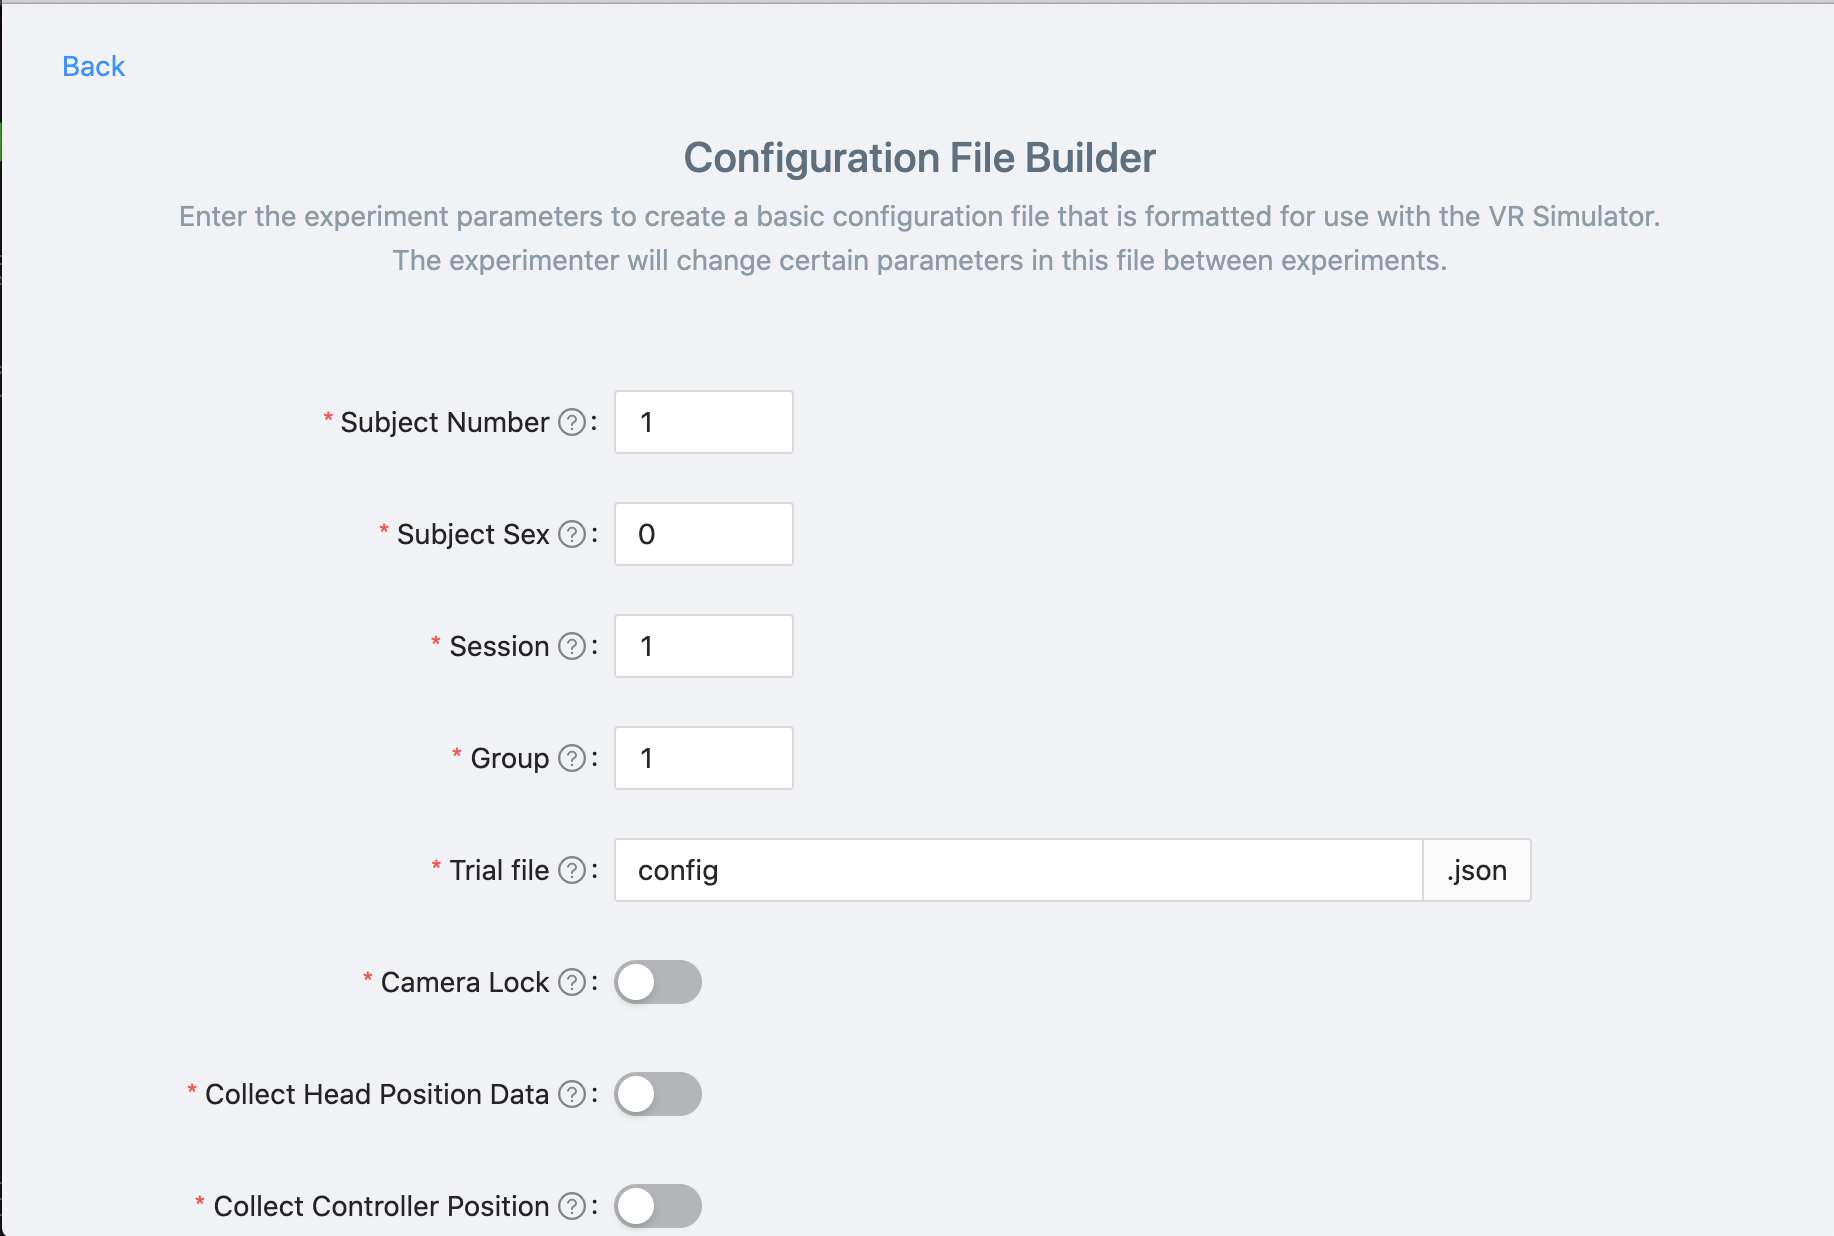 Back
Configuration File Builder
Enter the experiment parameters to create a basic configuration file that is formatted for use with the VR Simulator.
The experimenter will change certain parameters in this file between experiments.
* Subject Number ? : 1
* Subject Sex ? : 0
* Session ? : 1
* Group ? : 1
* Trial file ? : config .json
* Camera Lock ? :
* Collect Head Position Data ? :
* Collect Controller Position ? :